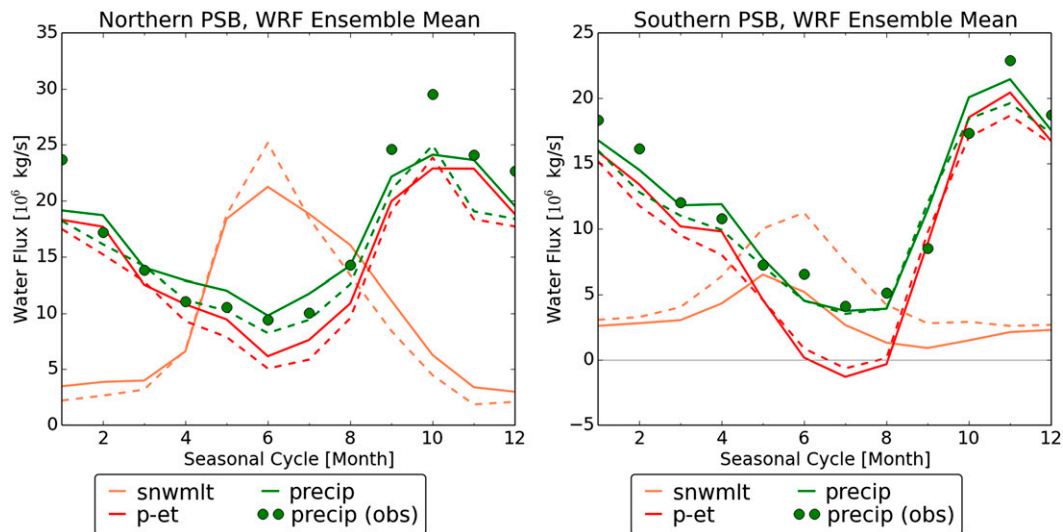 Northern PSB, WRF Ensemble Mean
35
30
25
20
15
10
5
0
Water Flux [10⁶ kg/s]
2 4 6 8 10 12
Seasonal Cycle [Month]
snwmlt precip
p-et precip (obs)
Southern PSB, WRF Ensemble Mean
25
20
15
10
5
0
−5
Water Flux [10⁶ kg/s]
2 4 6 8 10 12
Seasonal Cycle [Month]
snwmlt precip
p-et precip (obs)